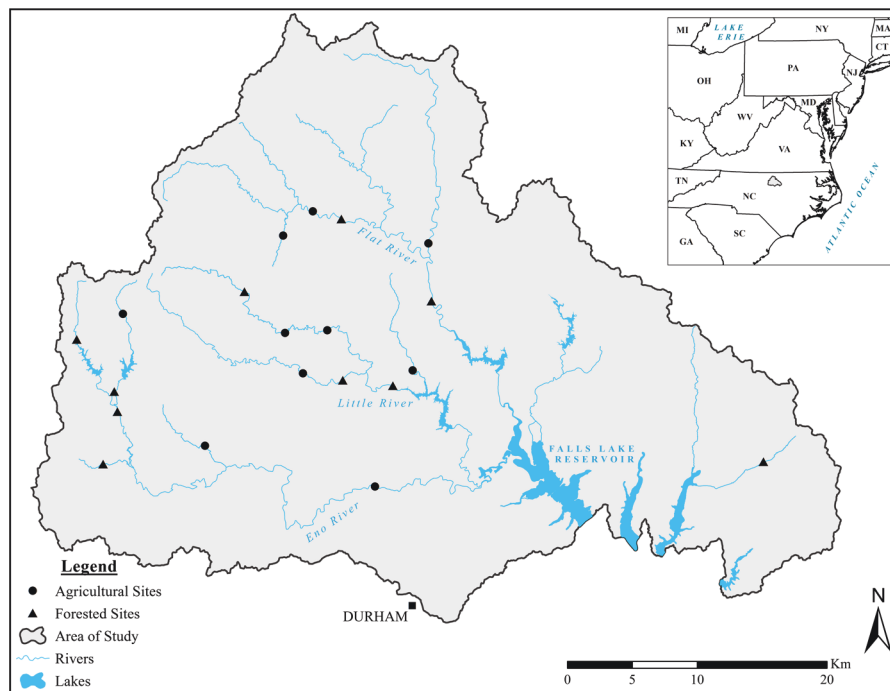 MI
LAKE
ERIE
NY
MA
CT
PA
NJ
OH
MD
WV
VA
KY
TN
NC
SC
GA
ATLANTIC OCEAN
Flat River
Little River
FALLS LAKE
RESERVOIR
Eno River
Legend
Agricultural Sites
Forested Sites
Area of Study
Rivers
Lakes
DURHAM
N
Km
0 5 10 20